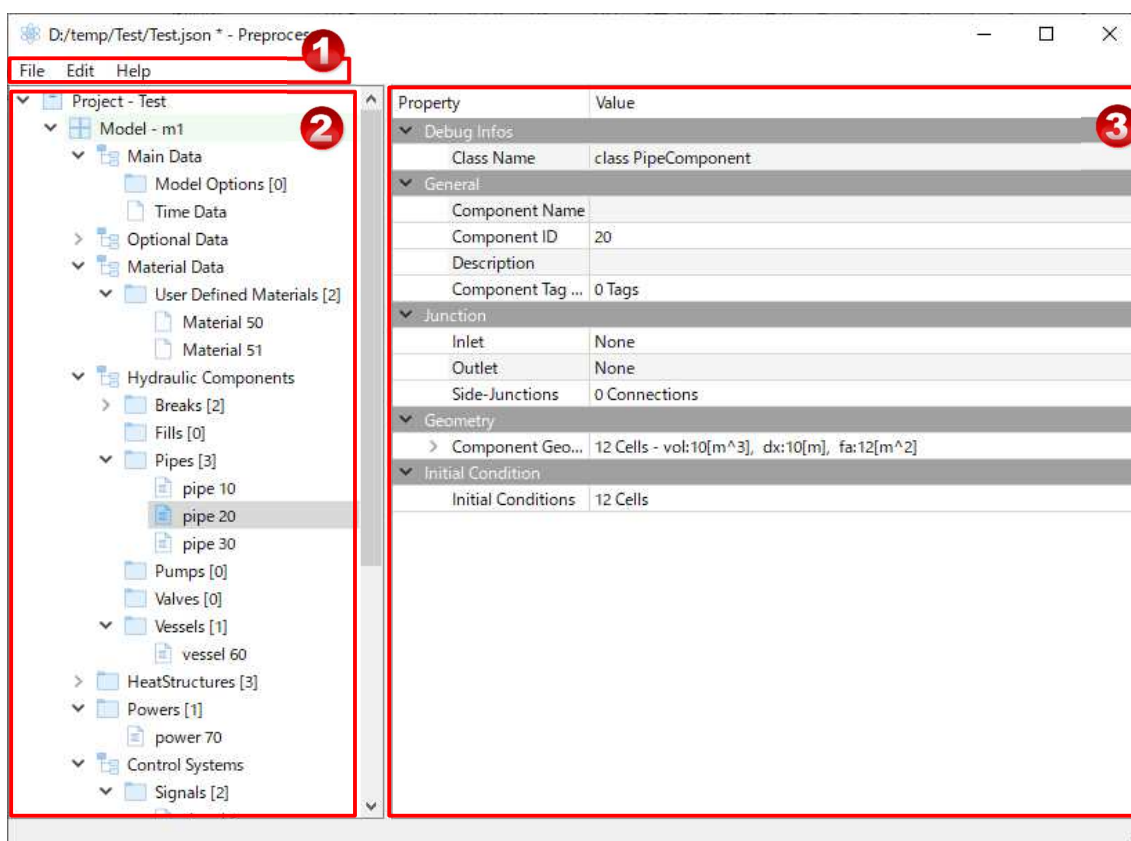 D:/temp/Test/Test.json * - Preproces
1
File Edit Help
2
Project - Test
Model - m1
Main Data
Model Options [0]
Time Data
Optional Data
Material Data
User Defined Materials [2]
Material 50
Material 51
Hydraulic Components
Breaks [2]
Fills [0]
Pipes [3]
pipe 10
pipe 20
pipe 30
Pumps [0]
Valves [0]
Vessels [1]
vessel 60
HeatStructures [3]
Powers [1]
power 70
Control Systems
Signals [2]
3
Property Value
Debug Infos
Class Name class PipeComponent
General
Component Name
Component ID 20
Description
Component Tag ... 0 Tags
Junction
Inlet None
Outlet None
Side-Junctions 0 Connections
Geometry
Component Geo... 12 Cells - vol:10[m^3], dx:10[m], fa:12[m^2]
Initial Condition
Initial Conditions 12 Cells